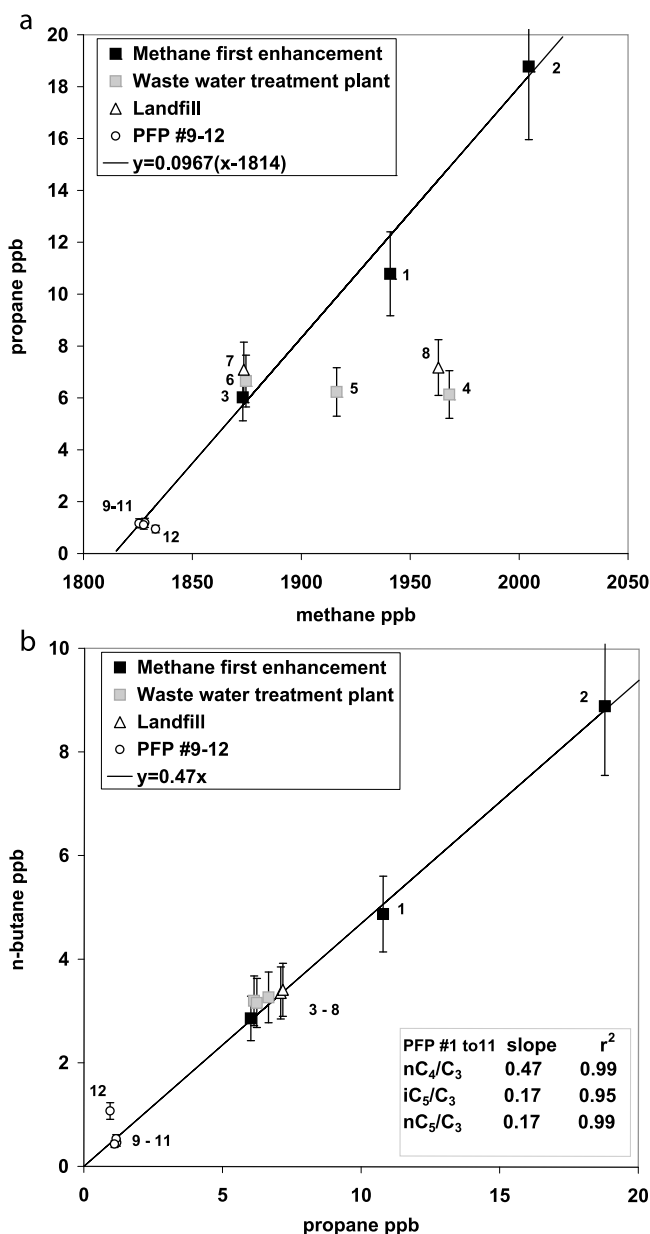 a
20
18
16
14
12
10
8
6
4
2
0
propane ppb
Methane first enhancement
Waste water treatment plant
Landfill
PFP #9-12
y=0.0967(x-1814)
2
1
7
6
3
5
8
4
9-11
12
1800 1850 1900 1950 2000 2050
methane ppb
b
10
8
6
4
2
0
n-butane ppb
Methane first enhancement
Waste water treatment plant
Landfill
PFP #9-12
y=0.47x
2
1
3 - 8
12
9 - 11
PFP #1 to11 slope r²
nC₄/C₃ 0.47 0.99
iC₅/C₃ 0.17 0.95
nC₅/C₃ 0.17 0.99
0 5 10 15 20
propane ppb